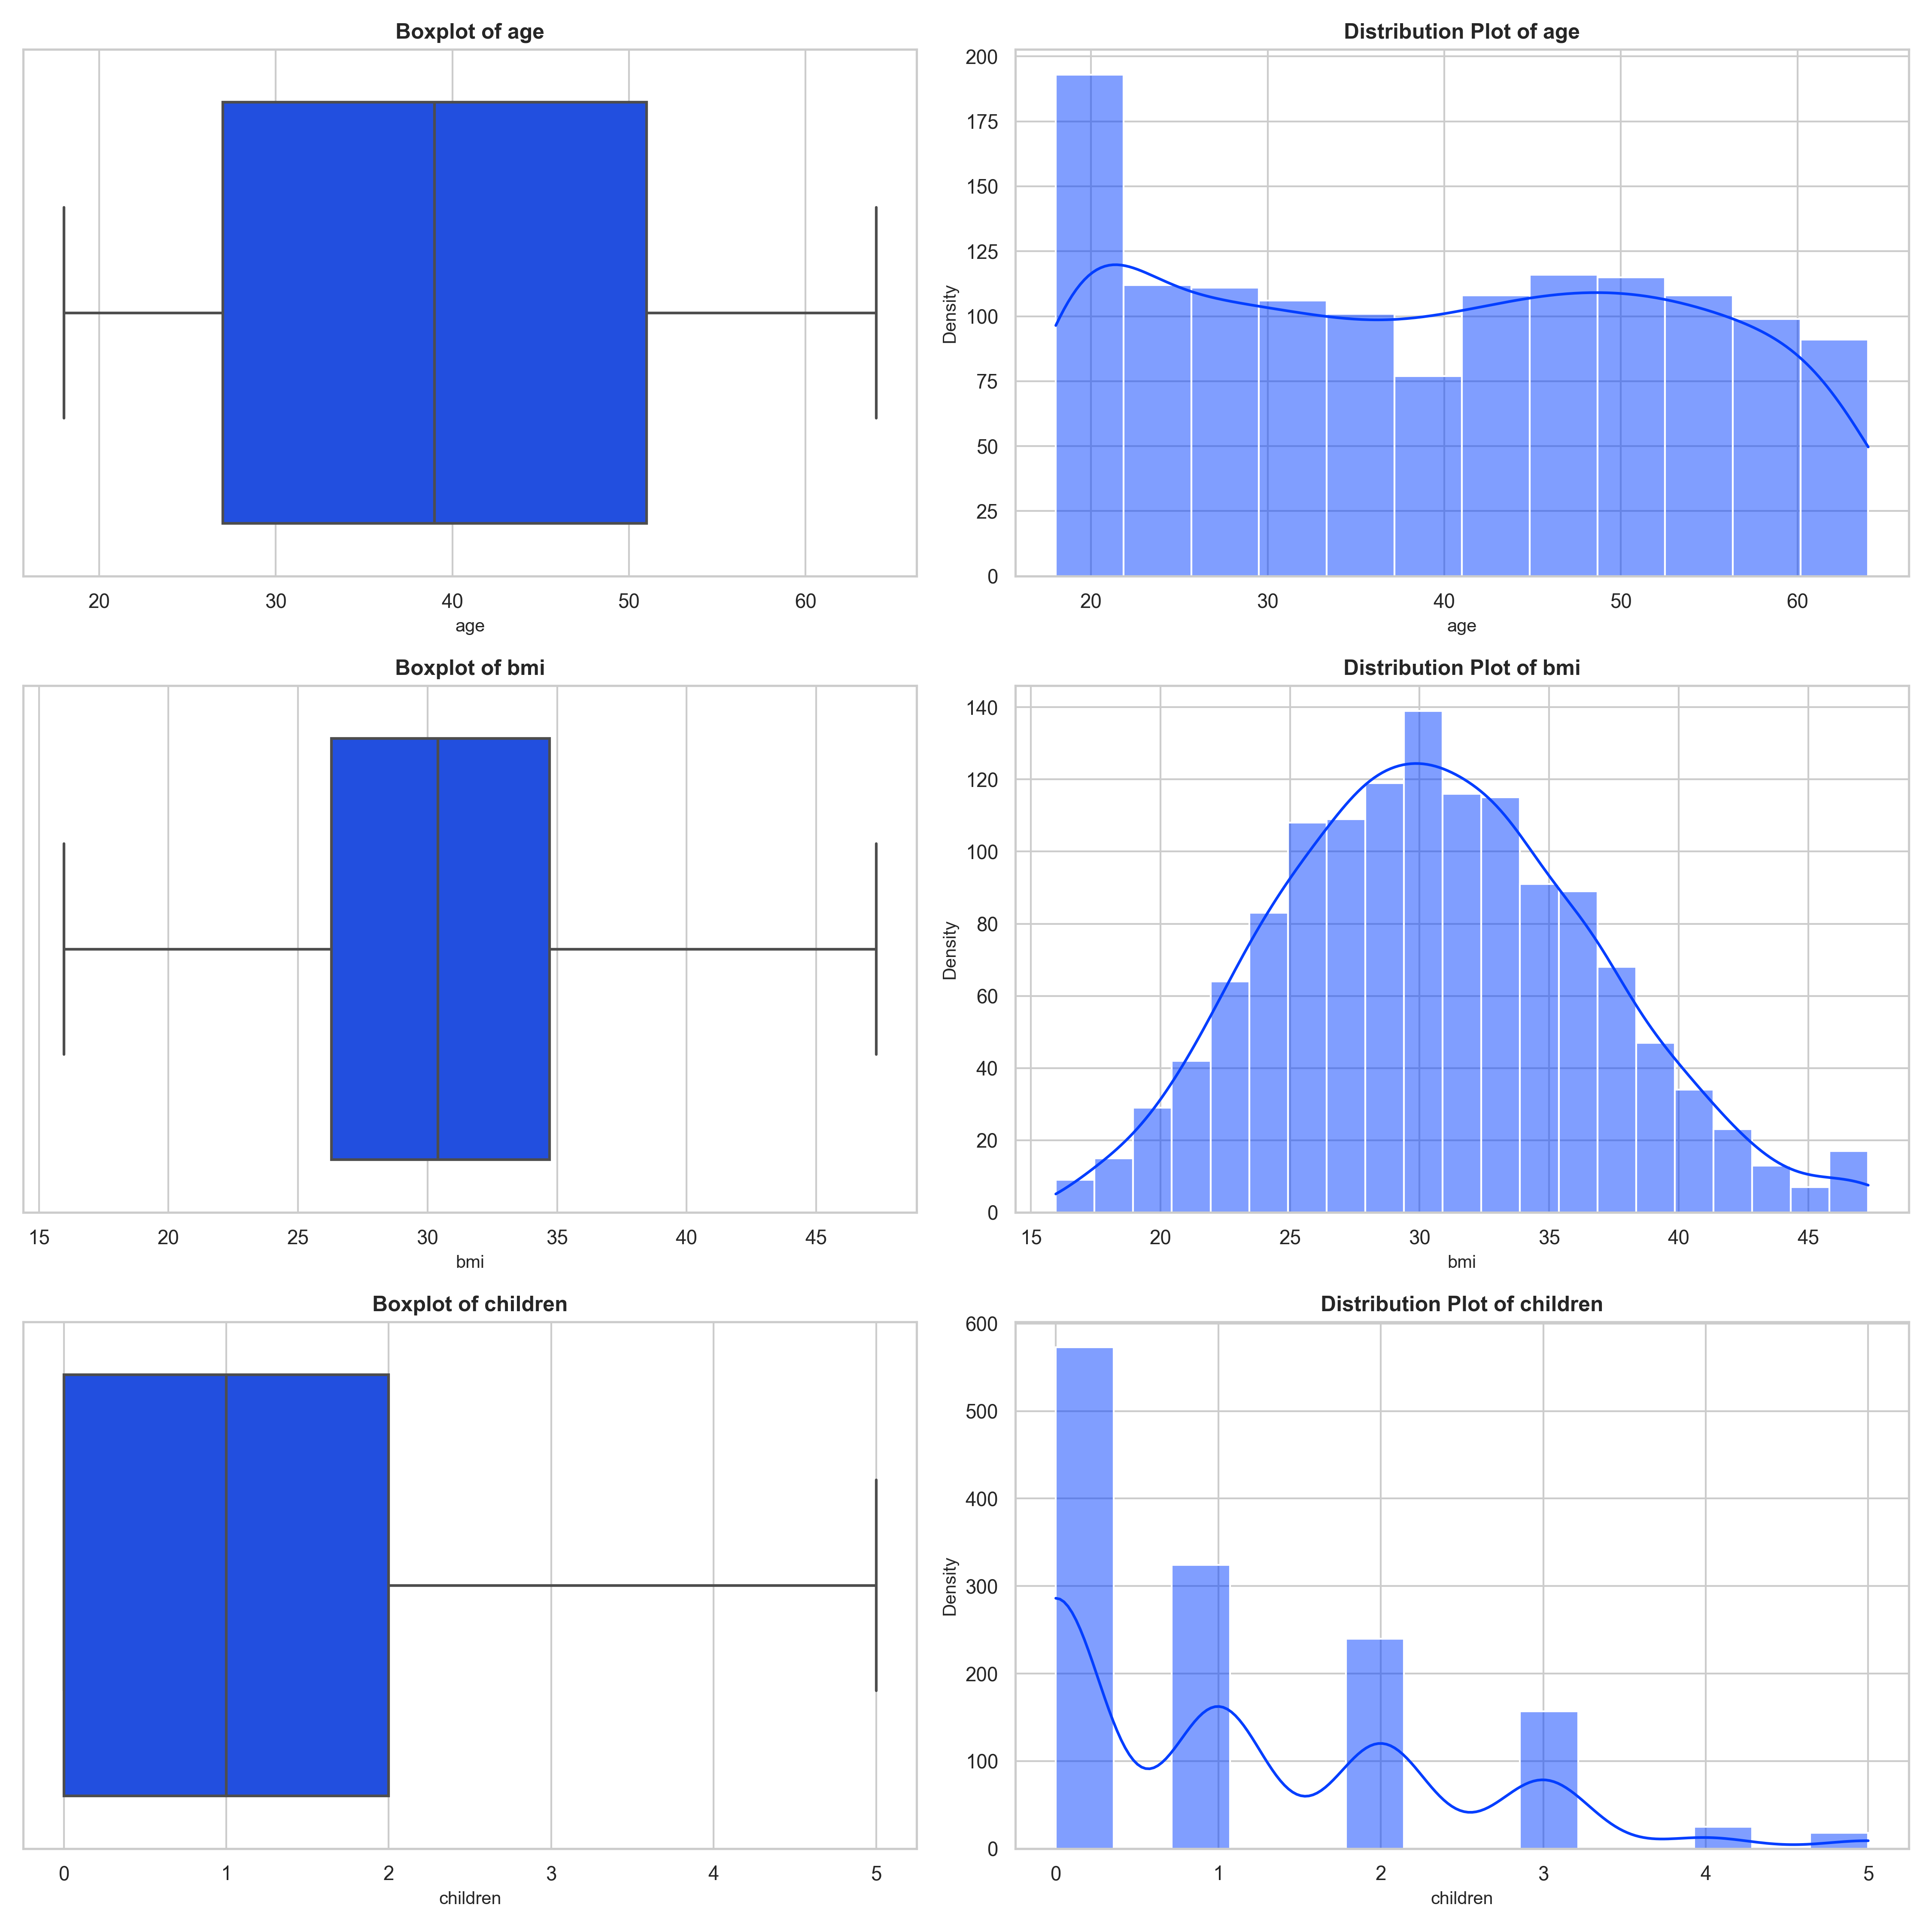 Boxplot of age
20 30 40 50 60
age
Distribution Plot of age
Density
200
175
150
125
100
75
50
25
0
20 30 40 50 60
age
Boxplot of bmi
15 20 25 30 35 40 45
bmi
Distribution Plot of bmi
Density
140
120
100
80
60
40
20
0
15 20 25 30 35 40 45
bmi
Boxplot of children
0 1 2 3 4 5
children
Distribution Plot of children
Density
600
500
400
300
200
100
0
0 1 2 3 4 5
children